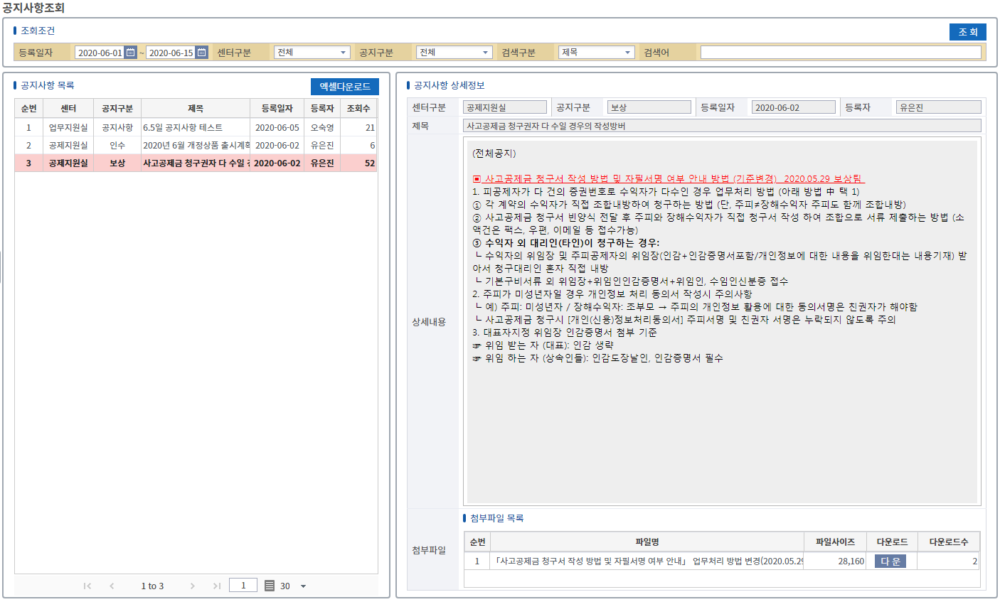 공지사항조회
조회조건
조 회
등록일자 2020-06-01 ~ 2020-06-15 센터구분 전체 공지구분 전체 검색구분 제목 검색어
공지사항 목록
엑셀다운로드
순번 센터 공지구분 제목 등록일자 등록자 조회수
1 업무지원실 공지사항 6.5일 공지사항 테스트 2020-06-05 오숙영 21
2 공제지원실 인수 2020년 6월 개정상품 출시계획 2020-06-02 유은진 6
3 공제지원실 보상 사고공제금 청구권자 다 수일 2020-06-02 유은진 52
1 to 3 1 30
공지사항 상세정보
센터구분 공제지원실 공지구분 보상 등록일자 2020-06-02 등록자 유은진
제목 사고공제금 청구권자 다 수일 경우의 작성방버
상세내용
(전체공지)
▣ 사고공제금 청구서 작성 방법 및 자필서명 여부 안내 방법 (기준변경)_2020.05.29 보상팀
1. 피공제자가 다 건의 증권번호로 수익자가 다수인 경우 업무처리 방법 (아래 방법 中 택 1)
① 각 계약의 수익자가 직접 조합내방하여 청구하는 방법 (단, 주피≠장해수익자 주피도 함께 조합내방)
② 사고공제금 청구서 빈양식 전달 후 주피와 장해수익자가 직접 청구서 작성 하여 조합으로 서류 제출하는 방법 (소
액건은 팩스, 우편, 이메일 등 접수가능)
③ 수익자 외 대리인(타인)이 청구하는 경우:
┗ 수익자의 위임장 및 주피공제자의 위임장(인감+인감증명서포함/개인정보에 대한 내용을 위임한대는 내용기재) 받
아서 청구대리인 혼자 직접 내방
┗ 기본구비서류 외 위임장+위임인인감증명서+위임인, 수임인신분증 접수
2. 주피가 미성년자일 경우 개인정보 처리 동의서 작성시 주의사항
┗ 예) 주피: 미성년자 / 장해수익자: 조부모 → 주피의 개인정보 활용에 대한 동의서명은 친권자가 해야함
┗ 사고공제금 청구시 [개인(신용)정보처리동의서] 주피서명 및 친권자 서명은 누락되지 않도록 주의
3. 대표자지정 위임장 인감증명서 첨부 기준
☞ 위임 받는 자 (대표): 인감 생략
☞ 위임 하는 자 (상속인들): 인감도장날인, 인감증명서 필수
첨부파일
첨부파일 목록
순번 파일명 파일사이즈 다운로드 다운로드수
1 「사고공제금 청구서 작성 방법 및 자필서명 여부 안내」 업무처리 방법 변경(2020.05.29 28,160 다 운 2